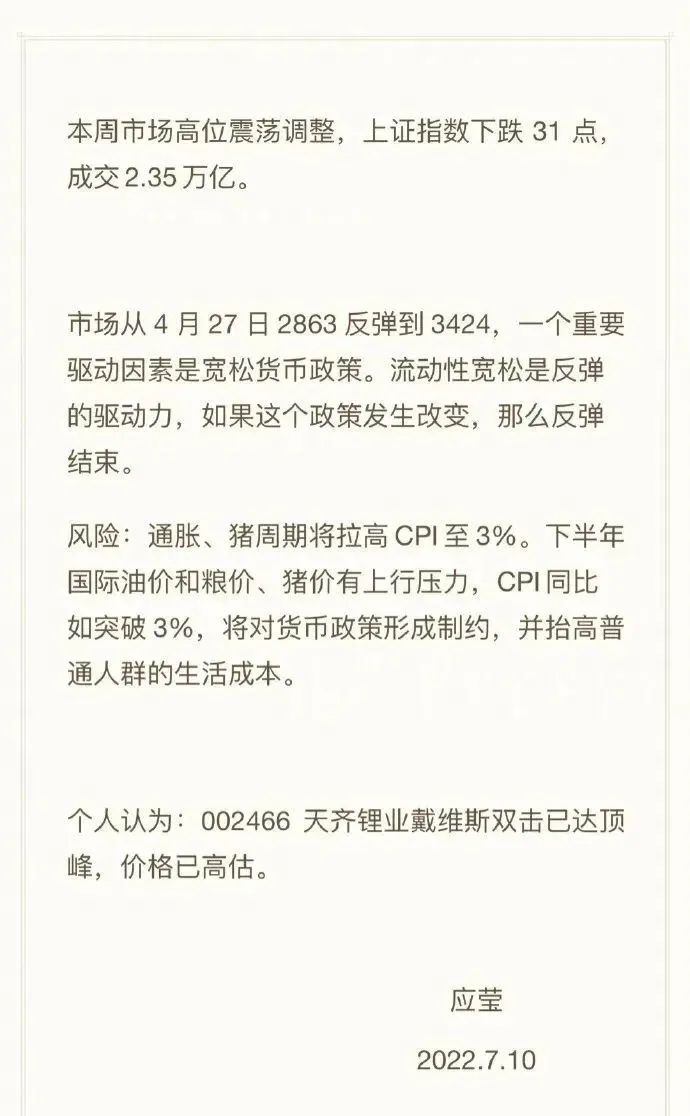 本周市场高位震荡调整，上证指数下跌 31 点，
成交2.35万亿。
市场从 4 月 27 日 2863 反弹到 3424，一个重要
驱动因素是宽松货币政策。流动性宽松是反弹
的驱动力，如果这个政策发生改变，那么反弹
结束。
风险：通胀、猪周期将拉高 CPI 至 3%。下半年
国际油价和粮价、猪价有上行压力，CPI 同比
如突破 3%，将对货币政策形成制约，并抬高普
通人群的生活成本。
个人认为：002466 天齐锂业戴维斯双击已达顶
峰，价格已高估。
应莹
2022.7.10